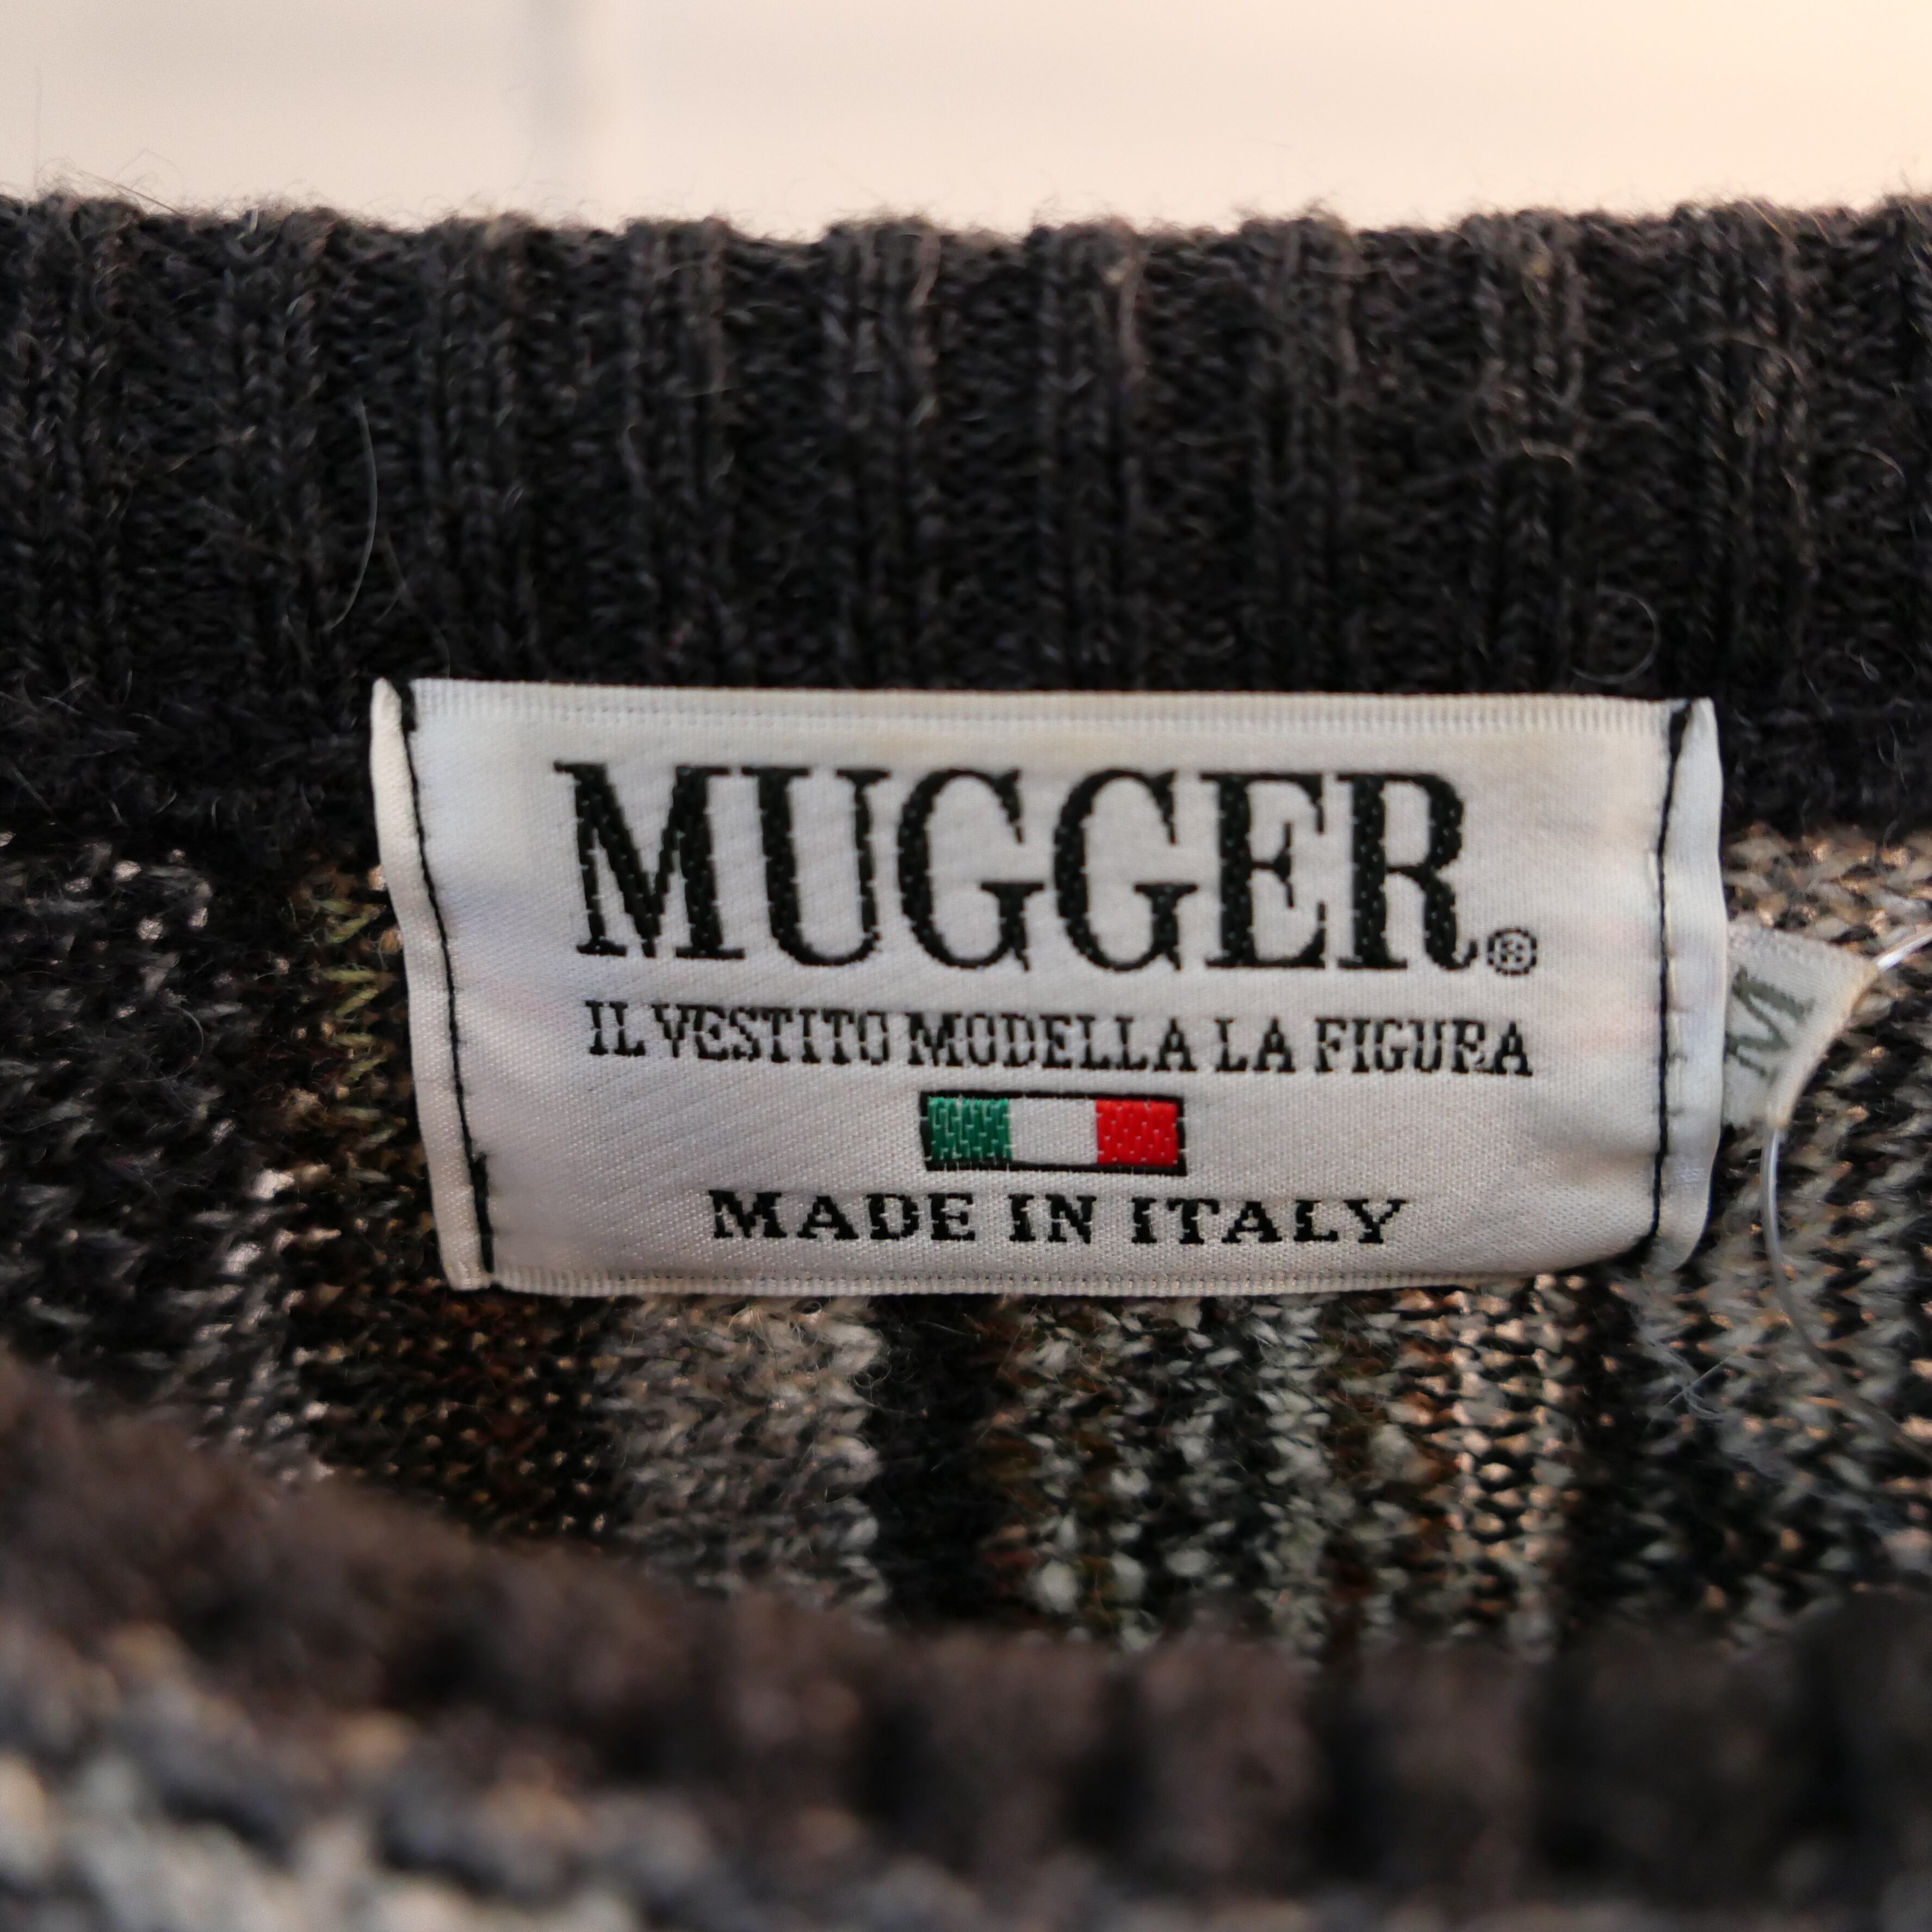 MUGGER®
IL VESTITO MODELLA LA FIGURA
MADE IN ITALY
M